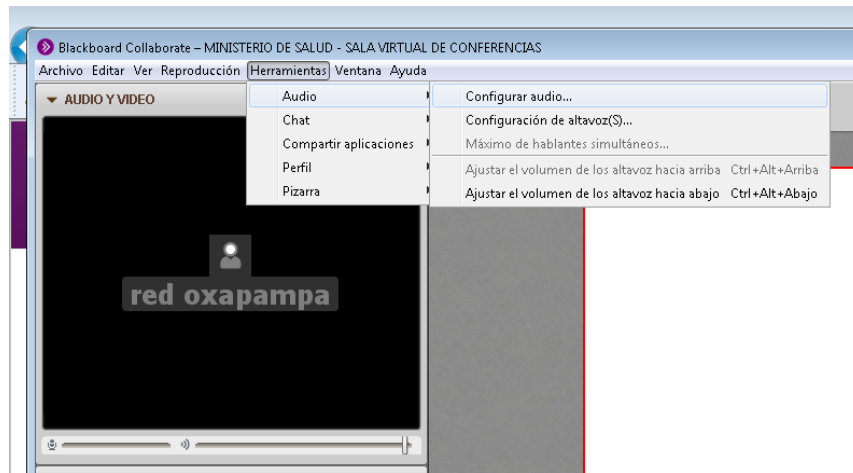 Blackboard Collaborate – MINISTERIO DE SALUD - SALA VIRTUAL DE CONFERENCIAS
Archivo Editar Ver Reproducción Herramientas Ventana Ayuda
AUDIO Y VIDEO
Audio
Chat
Compartir aplicaciones
Perfil
Pizarra
Configurar audio...
Configuración de altavoz(S)...
Máximo de hablantes simultáneos...
Ajustar el volumen de los altavoz hacia arriba Ctrl+Alt+Arriba
Ajustar el volumen de los altavoz hacia abajo Ctrl+Alt+Abajo
red oxapampa